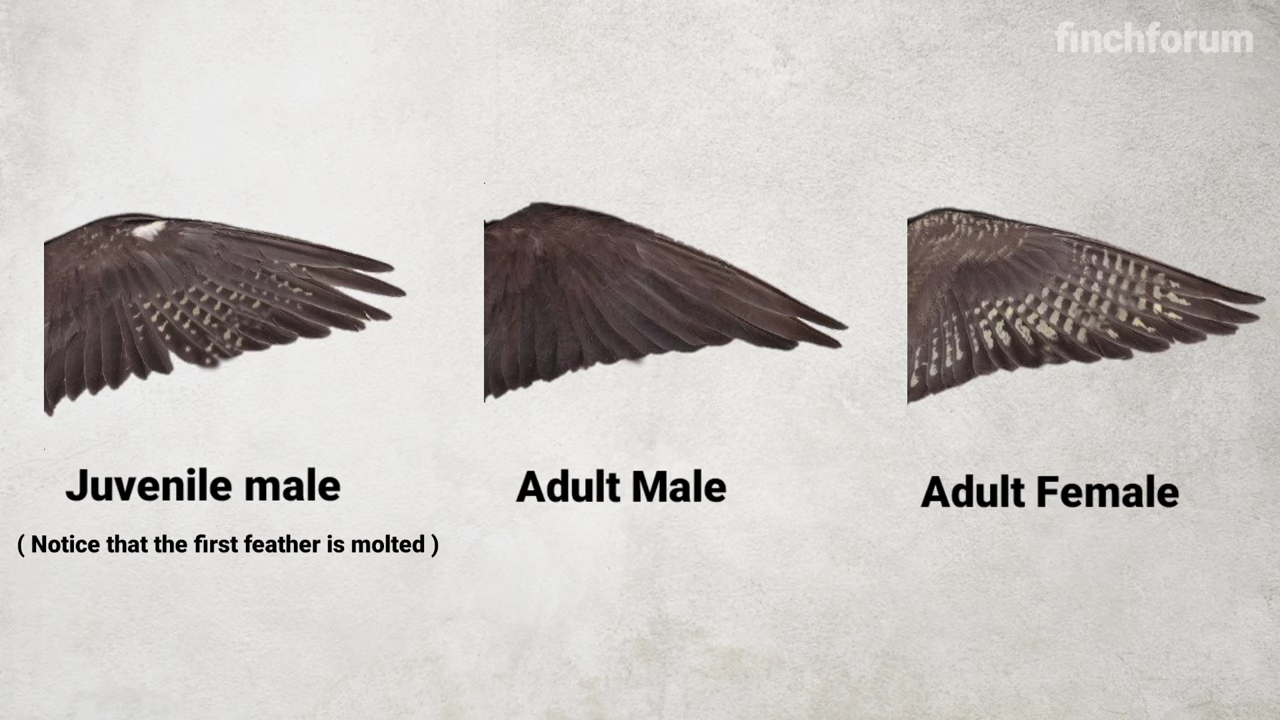 finchforum
Juvenile male
Adult Male
Adult Female
( Notice that the first feather is molted )